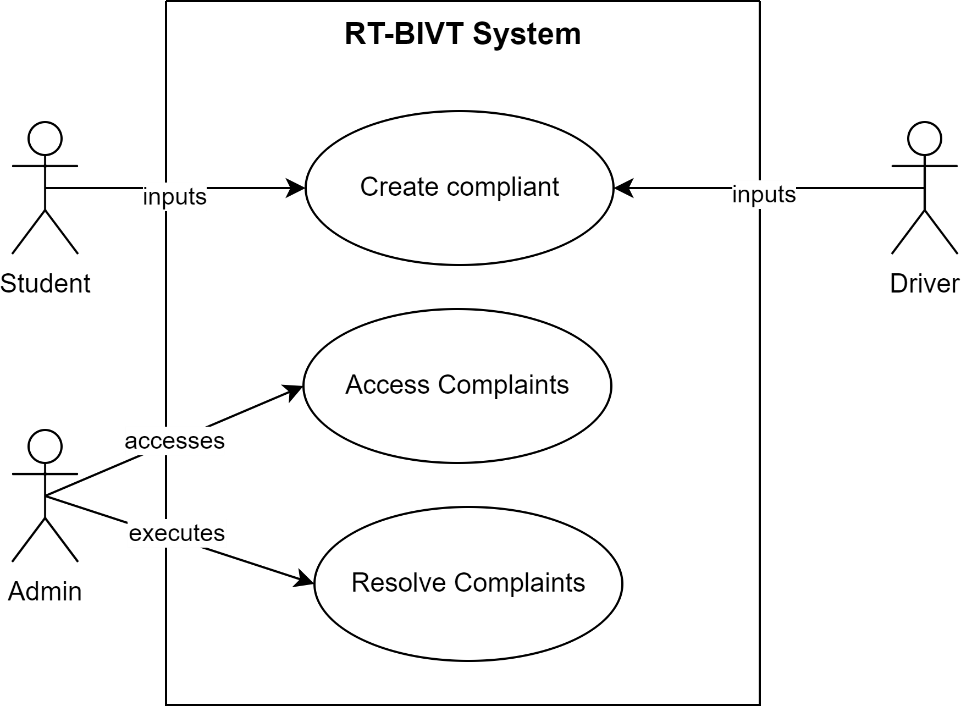 RT-BIVT System
Create compliant
inputs
inputs
Student
Driver
Access Complaints
accesses
executes
Resolve Complaints
Admin